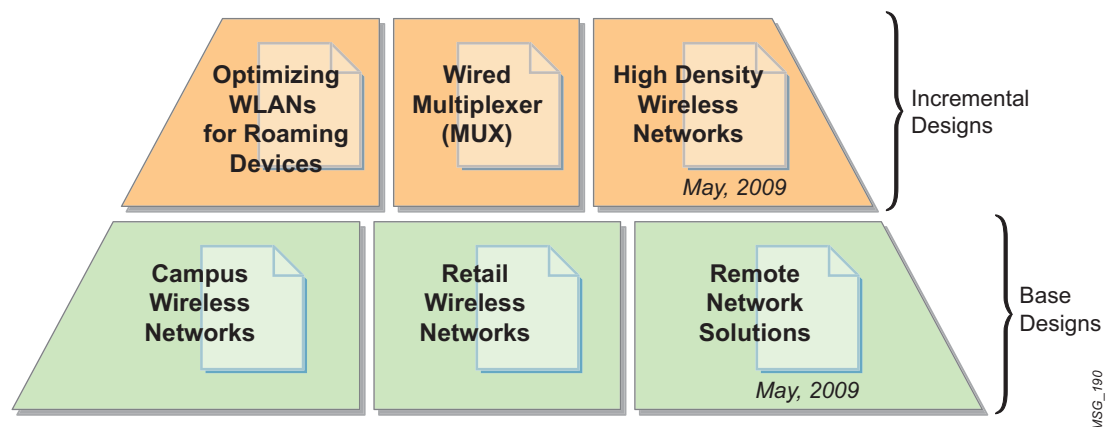 Optimizing
WLANs
for Roaming
Devices
Wired
Multiplexer
(MUX)
High Density
Wireless
Networks
May, 2009
Incremental
Designs
Campus
Wireless
Networks
Retail
Wireless
Networks
Remote
Network
Solutions
May, 2009
Base
Designs
MSG_190